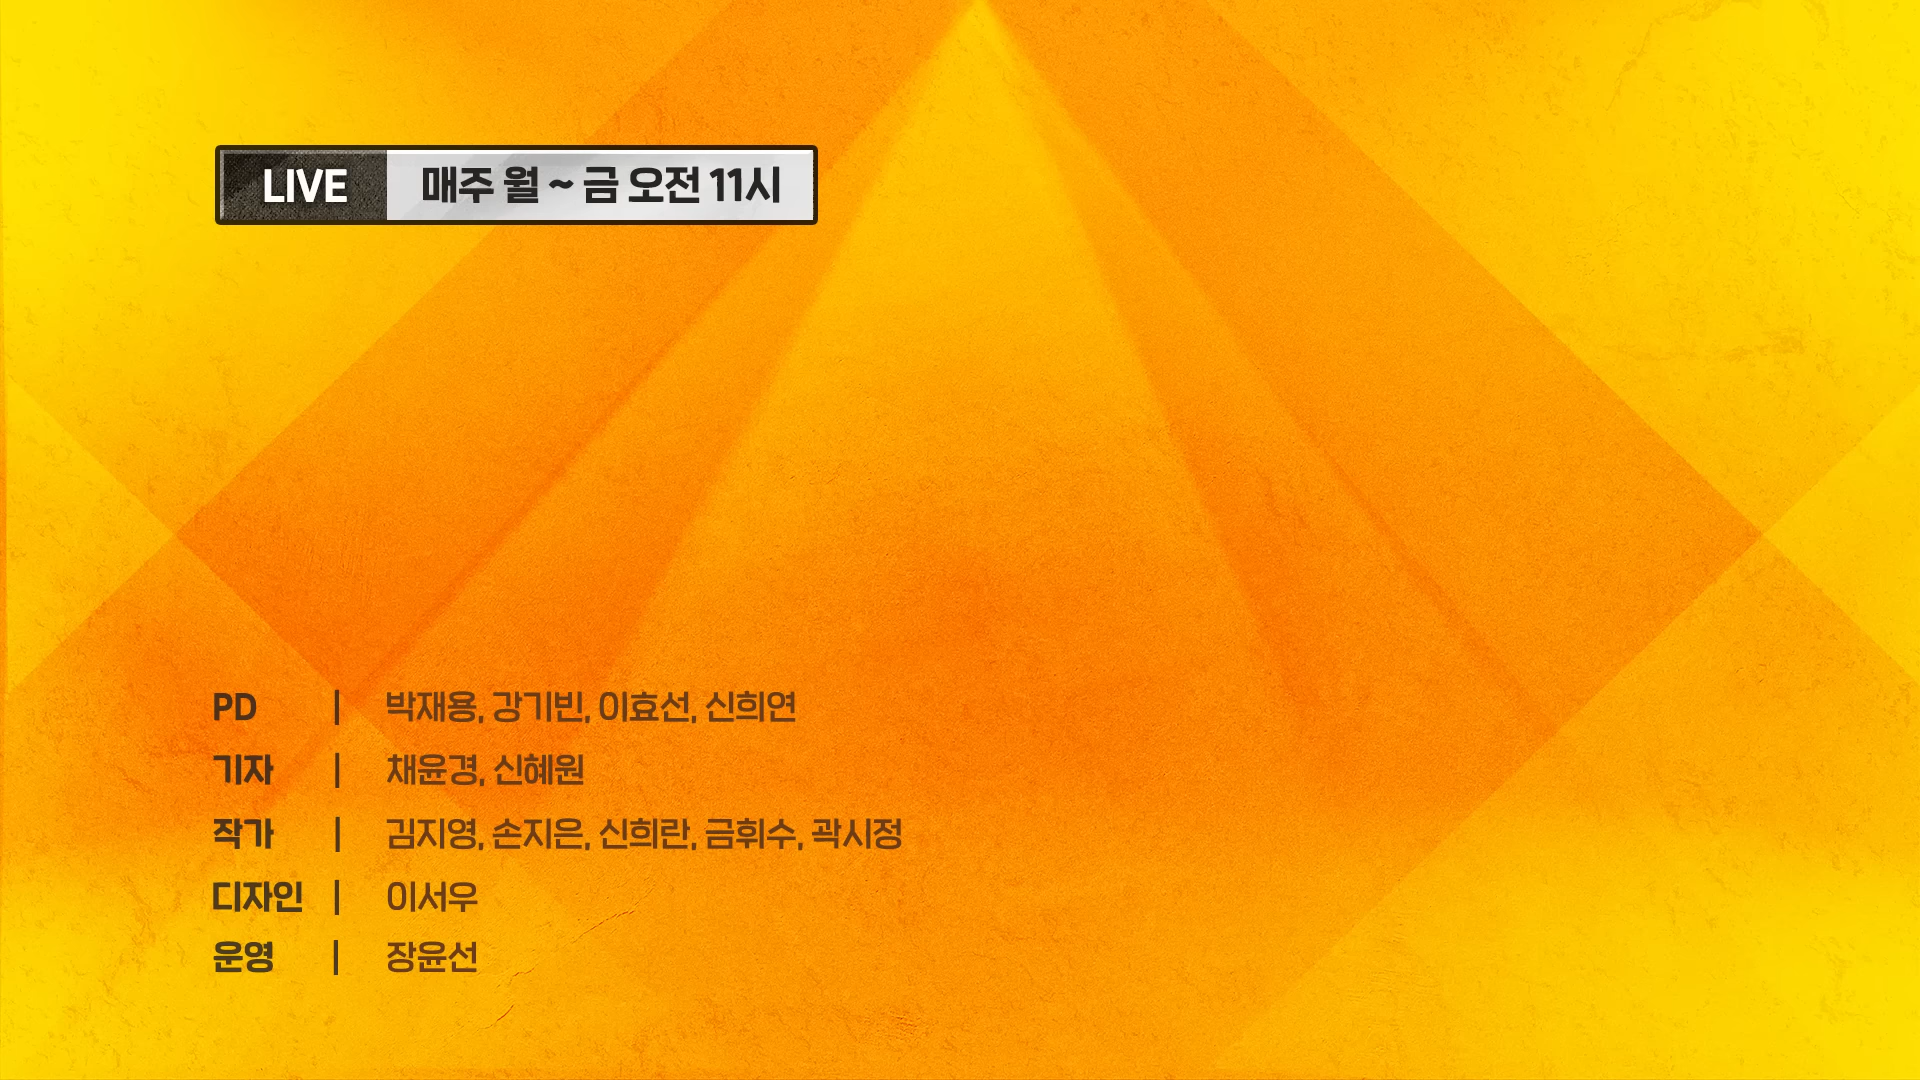 LIVE 매주 월 ~ 금 오전 11시
PD | 박재용, 강기빈, 이효선, 신희연
기자 | 채윤경, 신혜원
작가 | 김지영, 손지은, 신희란, 금휘수, 곽시정
디자인 | 이서우
운영 | 장윤선